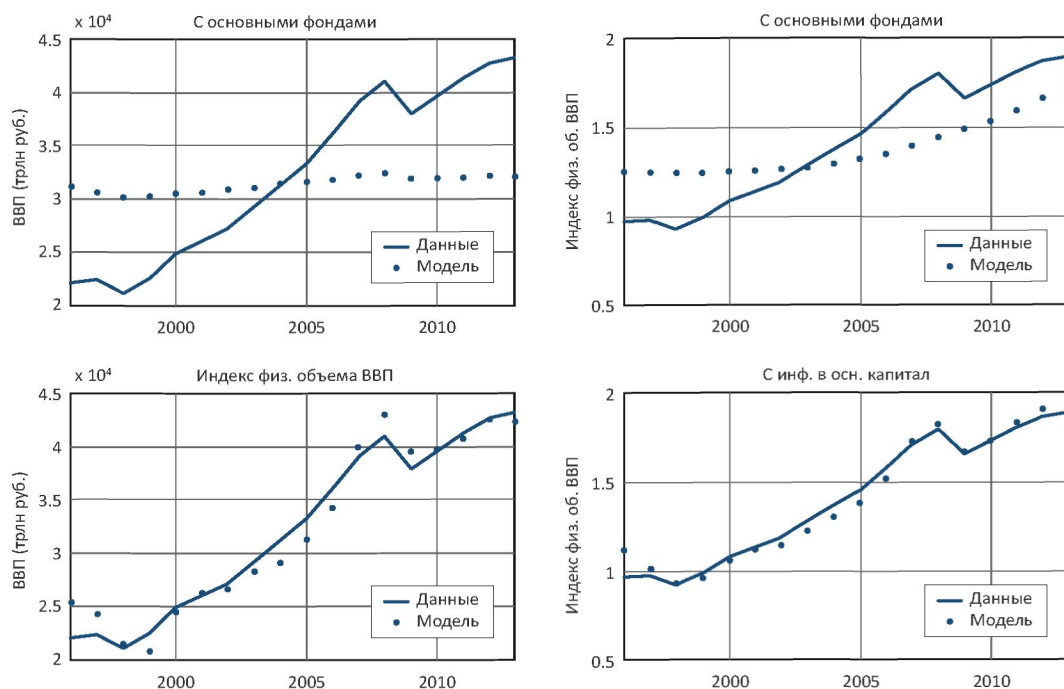 x 10⁴
С основными фондами
4.5
4
3.5
3
2.5
2
ВВП (трлн руб.)
Данные
Модель
2000
2005
2010
С основными фондами
2
1.5
1
0.5
Индекс физ. об. ВВП
Данные
Модель
2000
2005
2010
x 10⁴
Индекс физ. объема ВВП
4.5
4
3.5
3
2.5
2
ВВП (трлн руб.)
Данные
Модель
2000
2005
2010
С инф. в осн. капитал
2
1.5
1
0.5
Индекс физ. об. ВВП
Данные
Модель
2000
2005
2010